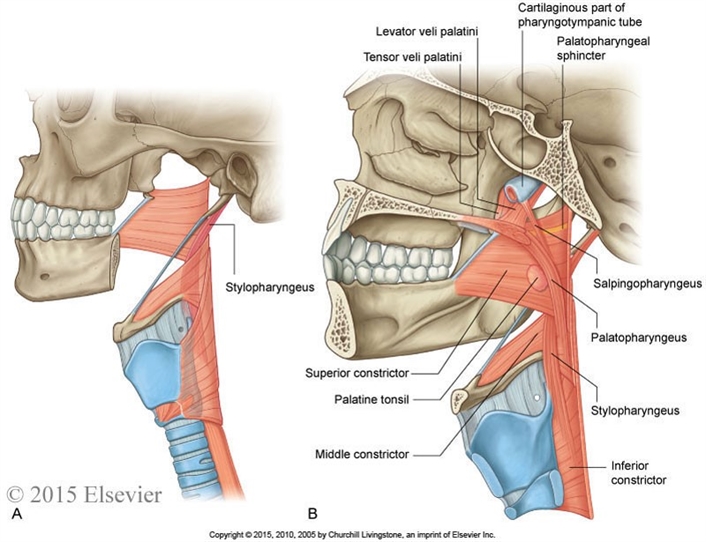 Cartilaginous part of
pharyngotympanic tube
Levator veli palatini
Palatopharyngeal
sphincter
Tensor veli palatini
Stylopharyngeus
Salpingopharyngeus
Palatopharyngeus
Superior constrictor
Palatine tonsil
Stylopharyngeus
Middle constrictor
Inferior
constrictor
© 2015 Elsevier
A
B
Copyright © 2015, 2010, 2005 by Churchill Livingstone, an imprint of Elsevier Inc.